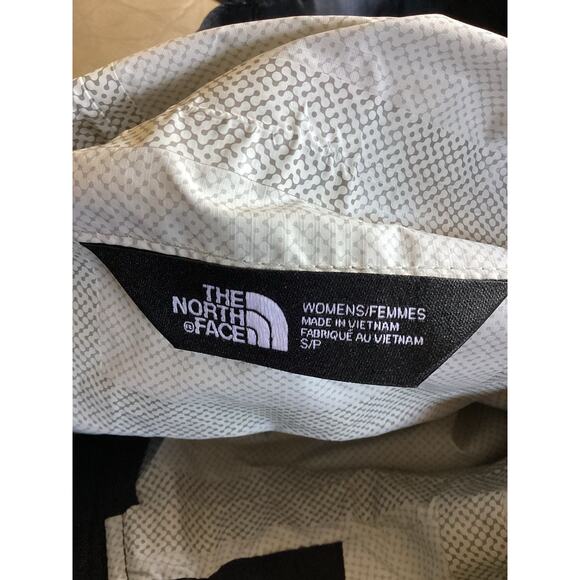 THE
NORTH
®FACE
WOMENS/FEMMES
MADE IN VIETNAM
FABRIQUÉ AU VIETNAM
S/P